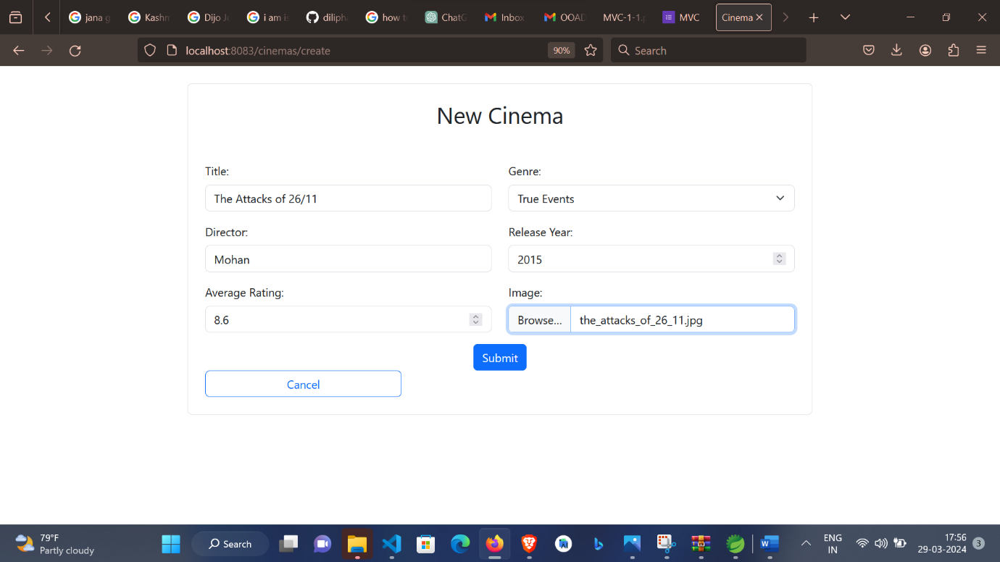 jana g
Kashm
Dijo Jo
i am is
diliph
how to
ChatG
Inbox
OOAD
MVC-1-1.p
MVC
Cinema
localhost:8083/cinemas/create
90%
Search
New Cinema
Title:
Genre:
The Attacks of 26/11
True Events
Director:
Release Year:
Mohan
2015
Average Rating:
Image:
8.6
Browse... the_attacks_of_26_11.jpg
Submit
Cancel
79°F
Partly cloudy
Search
ENG
IN
17:56
29-03-2024
3